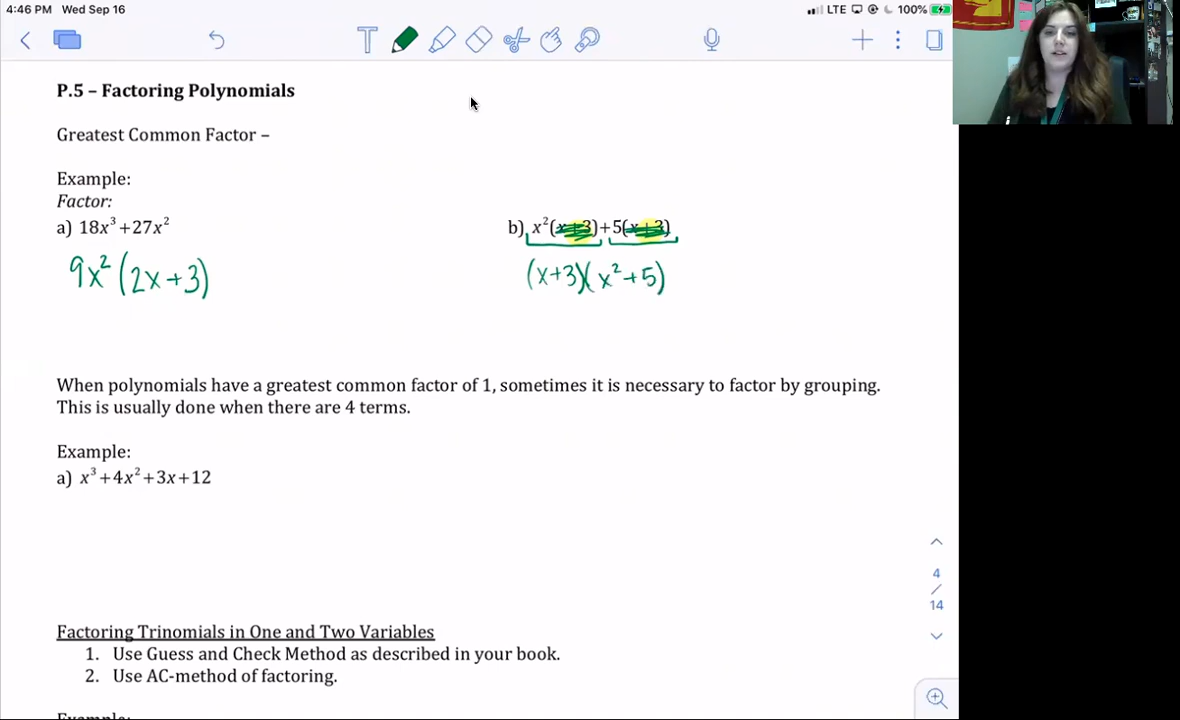 4:46 PM Wed Sep 16
LTE 100%
P.5 – Factoring Polynomials
Greatest Common Factor –
Example:
Factor:
a) 18x³+27x²
b) x²(x+3)+5(x+3)
9x²(2x+3)
(x+3)(x²+5)
When polynomials have a greatest common factor of 1, sometimes it is necessary to factor by grouping.
This is usually done when there are 4 terms.
Example:
a) x³+4x²+3x+12
4
/
14
Factoring Trinomials in One and Two Variables
1. Use Guess and Check Method as described in your book.
2. Use AC-method of factoring.
Example: